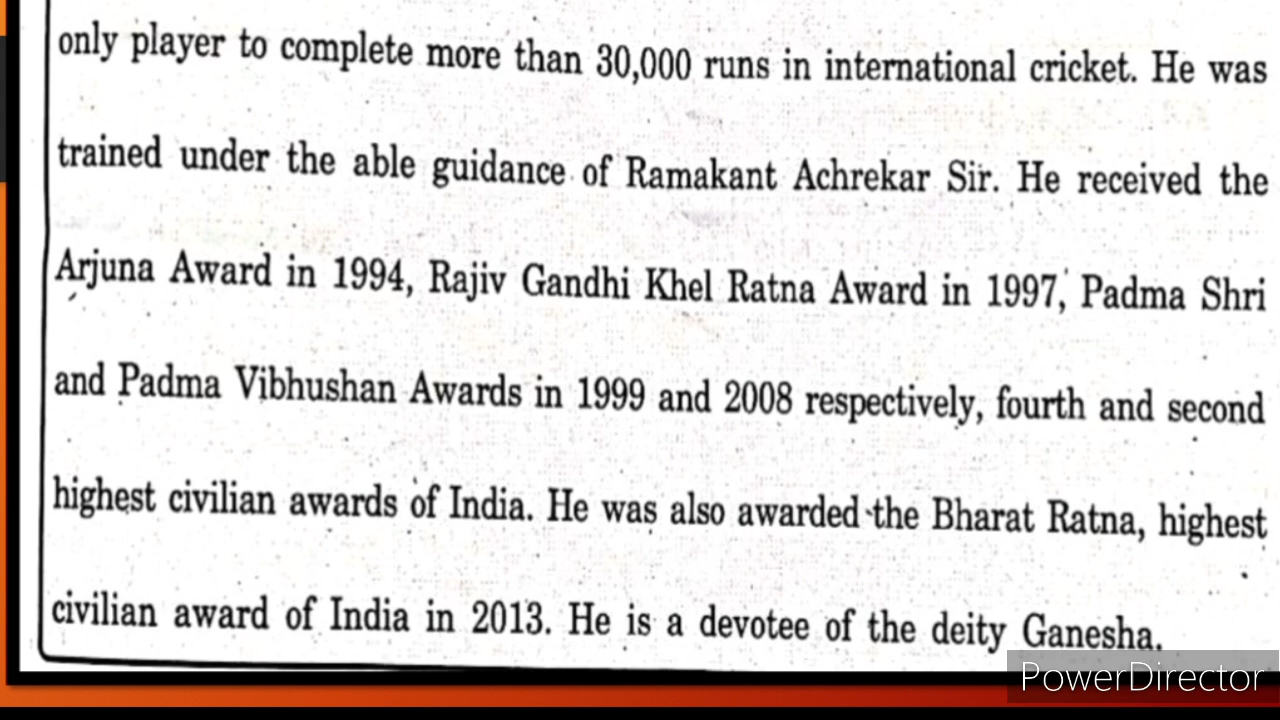 only player to complete more than 30,000 runs in international cricket. He was
trained under the able guidance of Ramakant Achrekar Sir. He received the
Arjuna Award in 1994, Rajiv Gandhi Khel Ratna Award in 1997, Padma Shri
and Padma Vibhushan Awards in 1999 and 2008 respectively, fourth and second
highest civilian awards of India. He was also awarded the Bharat Ratna, highest
civilian award of India in 2013. He is a devotee of the deity Ganesha.
PowerDirector